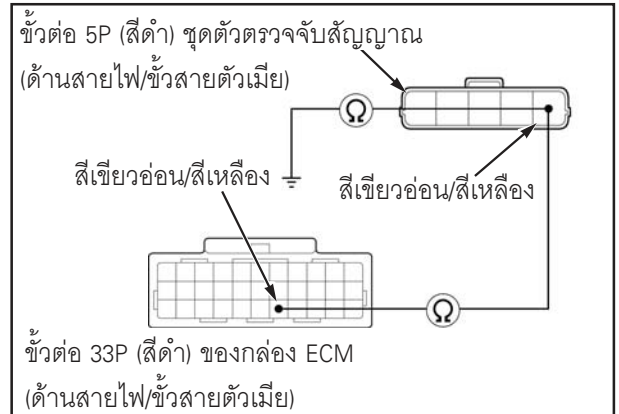 ขั้วต่อ 5P (สีดำ) ชุดตัวตรวจจับสัญญาณ
(ด้านสายไฟ/ขั้วสายตัวเมีย)
Ω
สีเขียวอ่อน/สีเหลือง
สีเขียวอ่อน/สีเหลือง
Ω
ขั้วต่อ 33P (สีดำ) ของกล่อง ECM
(ด้านสายไฟ/ขั้วสายตัวเมีย)